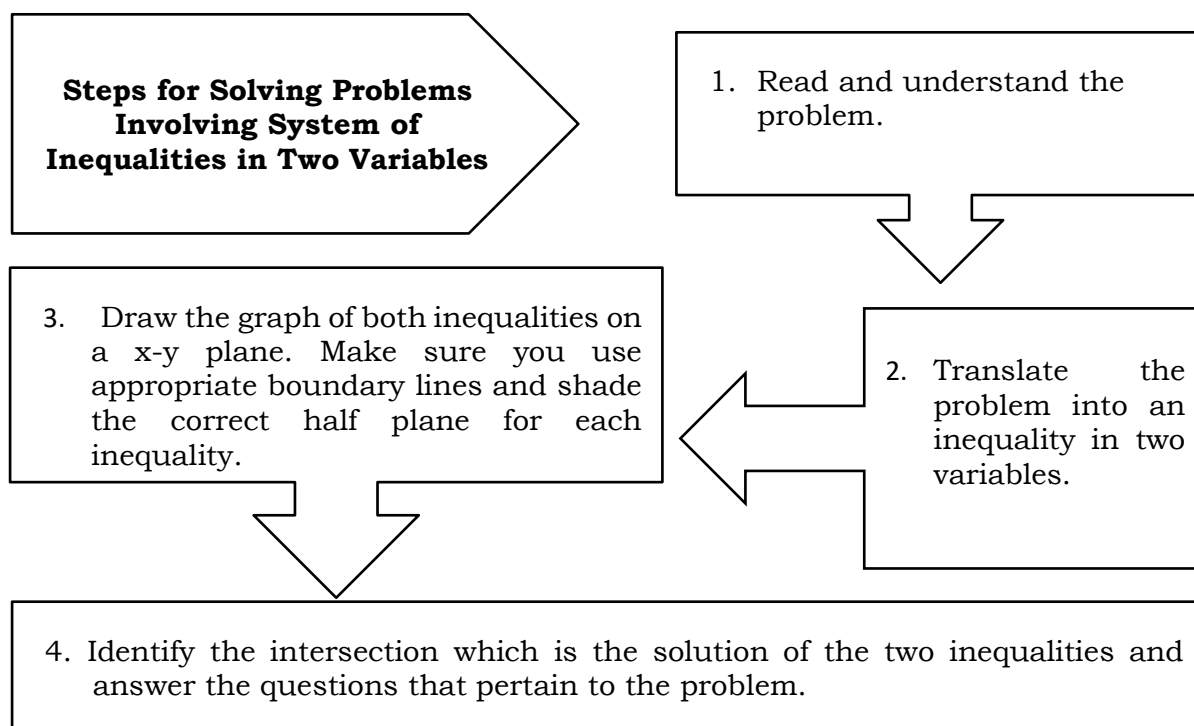 Steps for Solving Problems
Involving System of
Inequalities in Two Variables
1. Read and understand the
problem.
2. Translate the
problem into an
inequality in two
variables.
3. Draw the graph of both inequalities on
a x-y plane. Make sure you use
appropriate boundary lines and shade
the correct half plane for each
inequality.
4. Identify the intersection which is the solution of the two inequalities and
answer the questions that pertain to the problem.